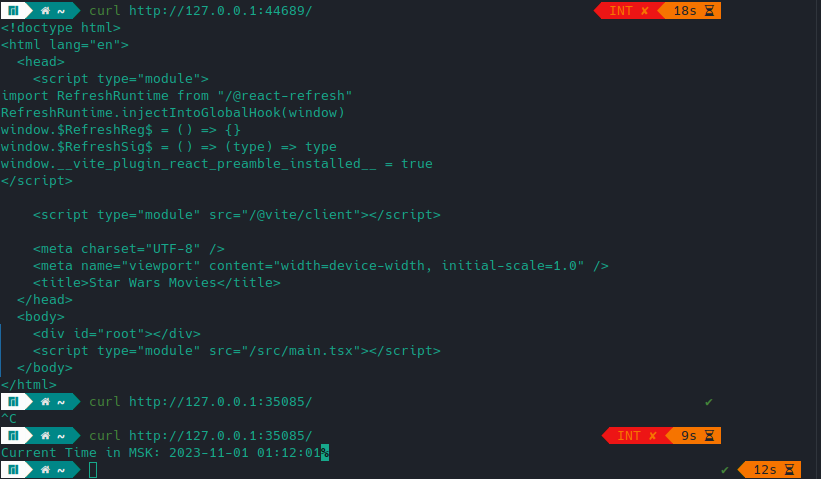 ~ curl http://127.0.0.1:44689/ INT ✘ 18s
<!doctype html>
<html lang="en">
  <head>
    <script type="module">
import RefreshRuntime from "/@react-refresh"
RefreshRuntime.injectIntoGlobalHook(window)
window.$RefreshReg$ = () => {}
window.$RefreshSig$ = () => (type) => type
window.__vite_plugin_react_preamble_installed__ = true
</script>
    <script type="module" src="/@vite/client"></script>
    <meta charset="UTF-8" />
    <meta name="viewport" content="width=device-width, initial-scale=1.0" />
    <title>Star Wars Movies</title>
  </head>
  <body>
    <div id="root"></div>
    <script type="module" src="/src/main.tsx"></script>
  </body>
</html>
~ curl http://127.0.0.1:35085/ ✔
^C
~ curl http://127.0.0.1:35085/ INT ✘ 9s
Current Time in MSK: 2023-11-01 01:12:01%
~ ✔ 12s